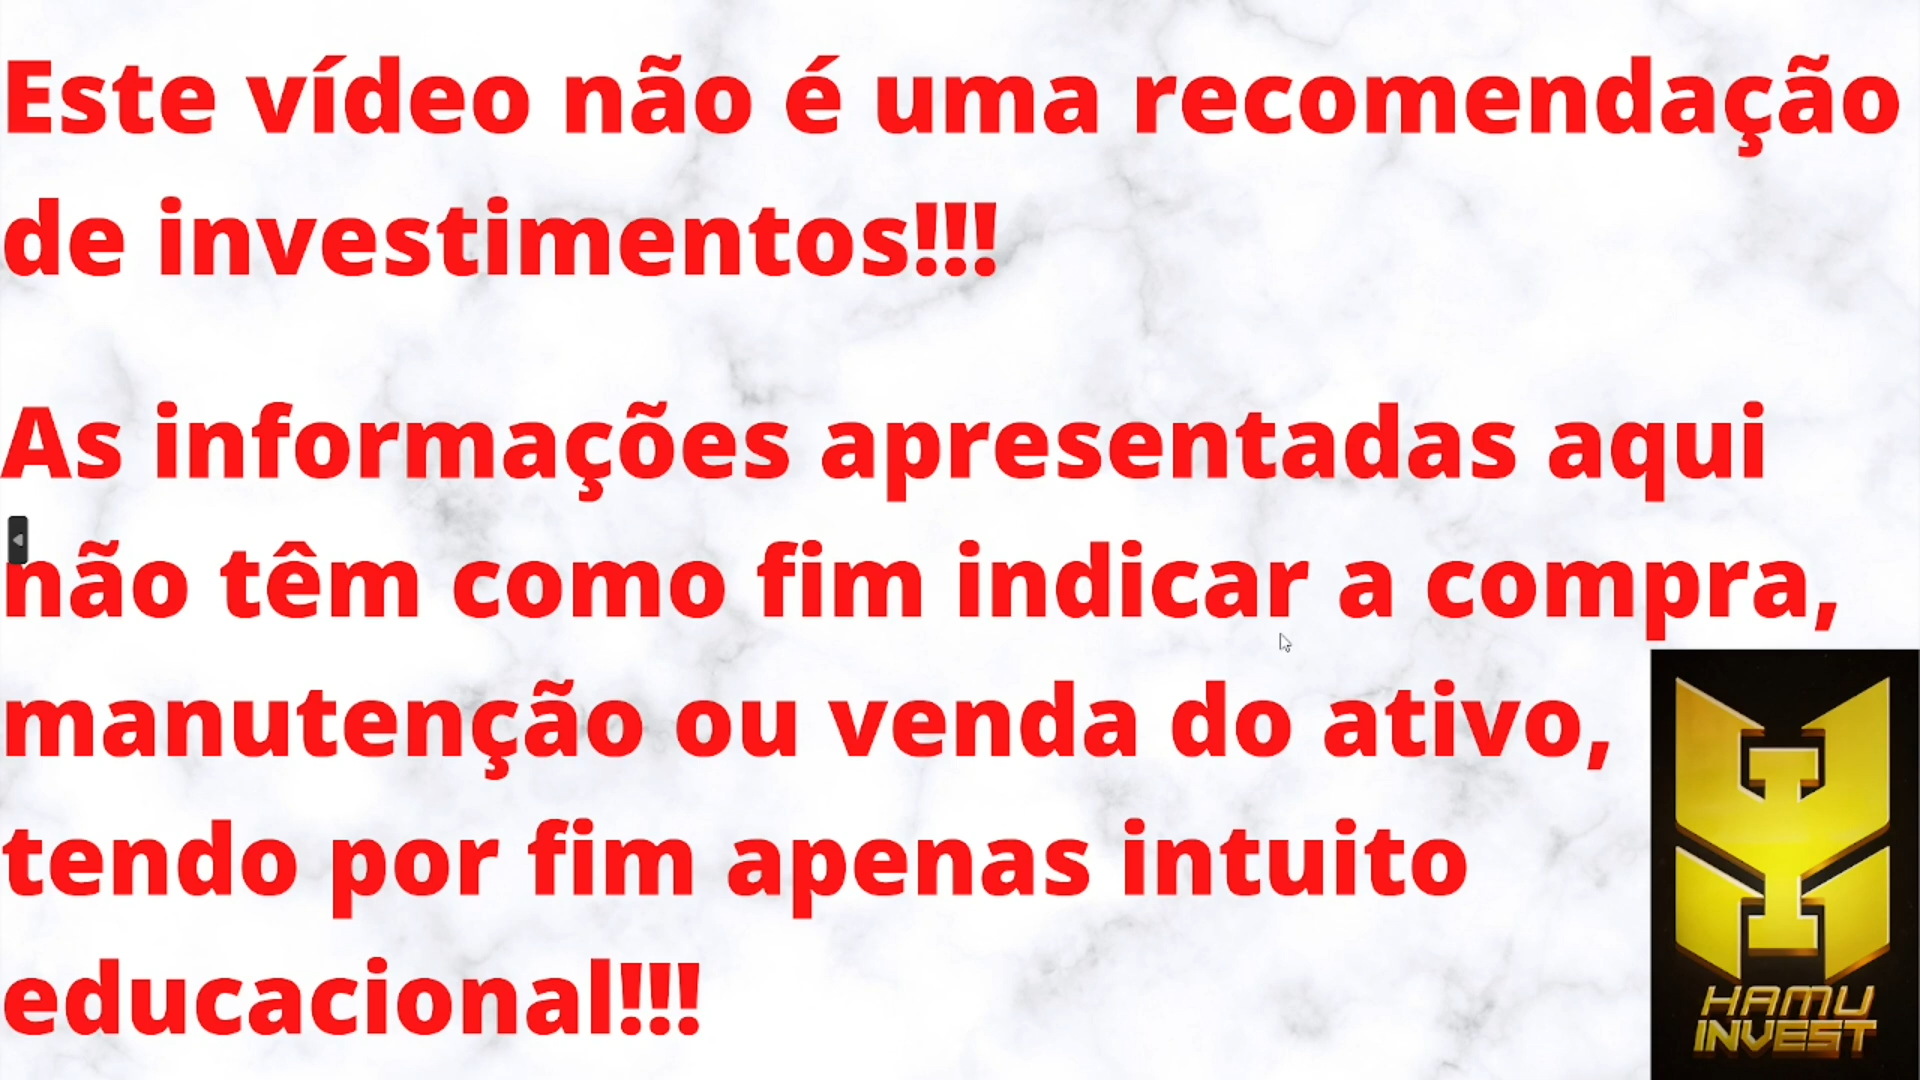 Este vídeo não é uma recomendação
de investimentos!!!
As informações apresentadas aqui
não têm como fim indicar a compra,
manutenção ou venda do ativo,
tendo por fim apenas intuito
educacional!!!
HAMU
INVEST